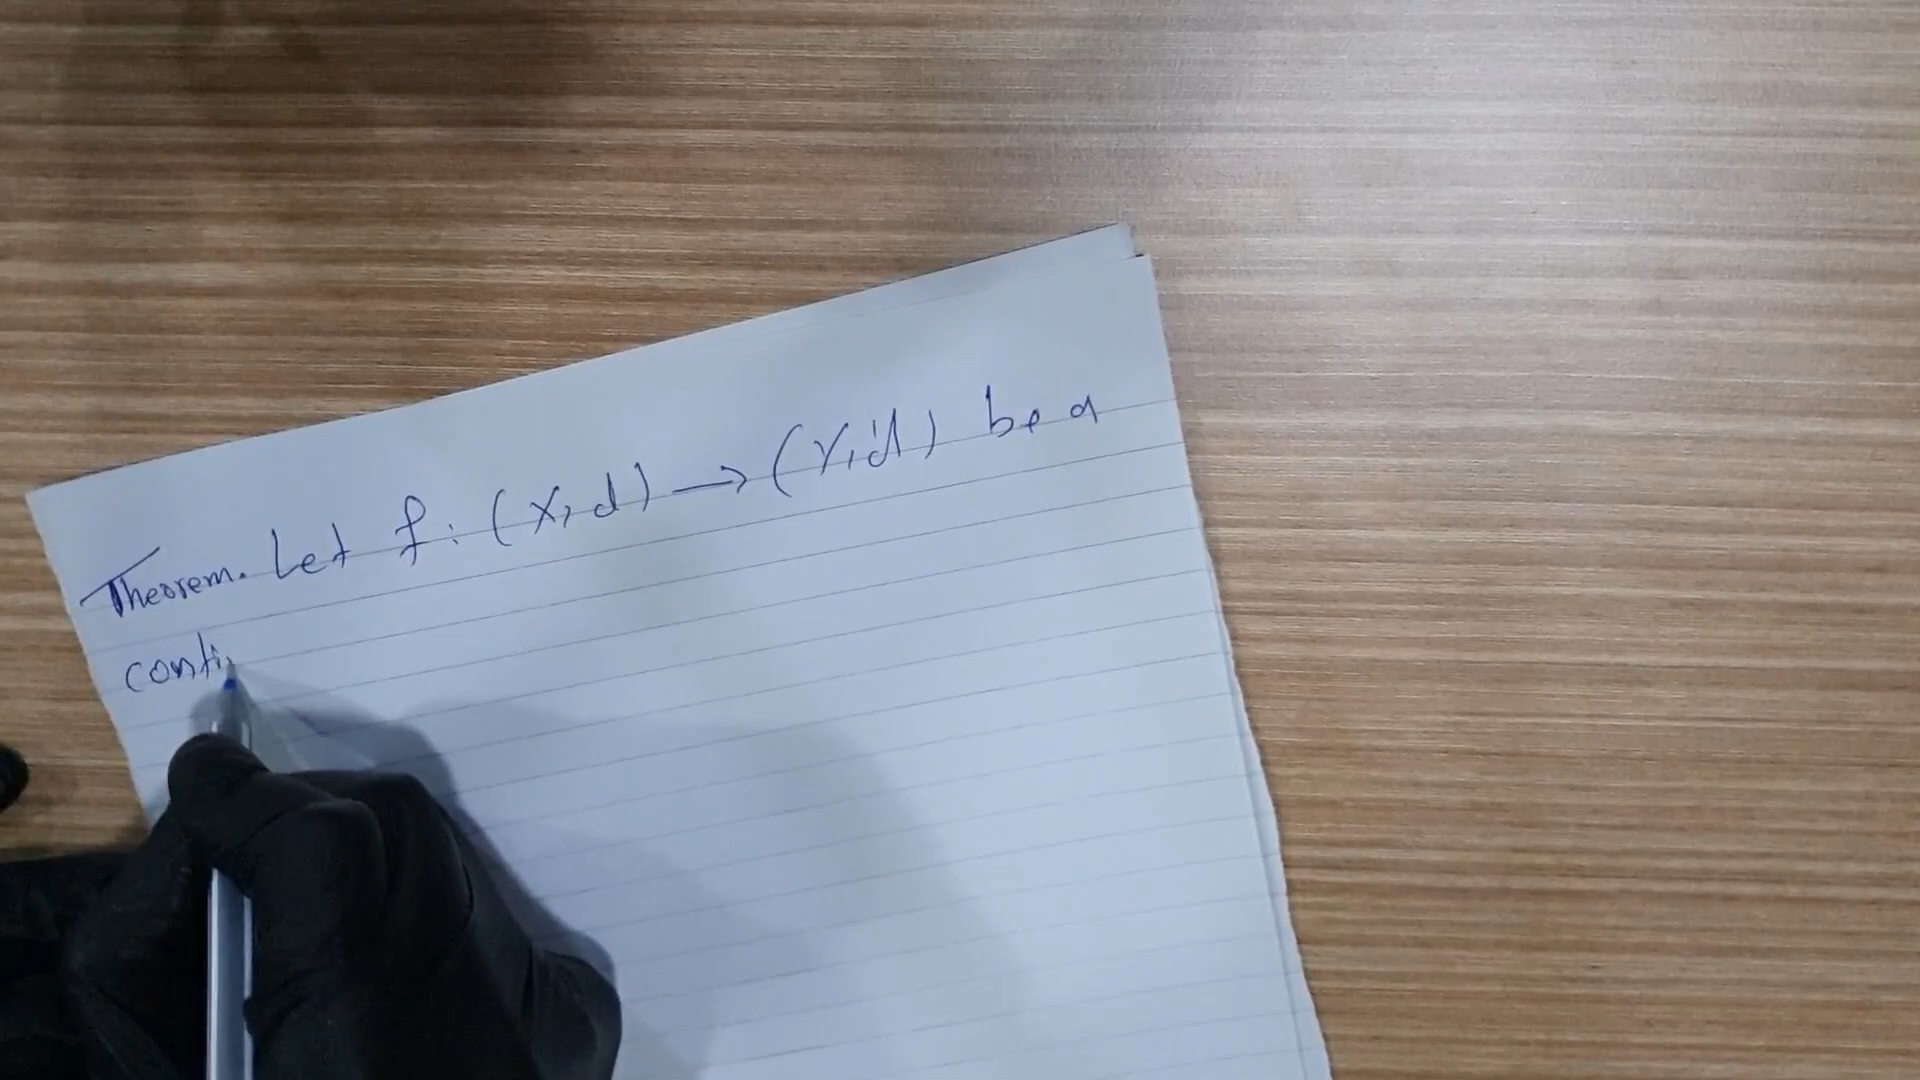 Theorem. Let f: (X, d) → (Y, d') be a
conti